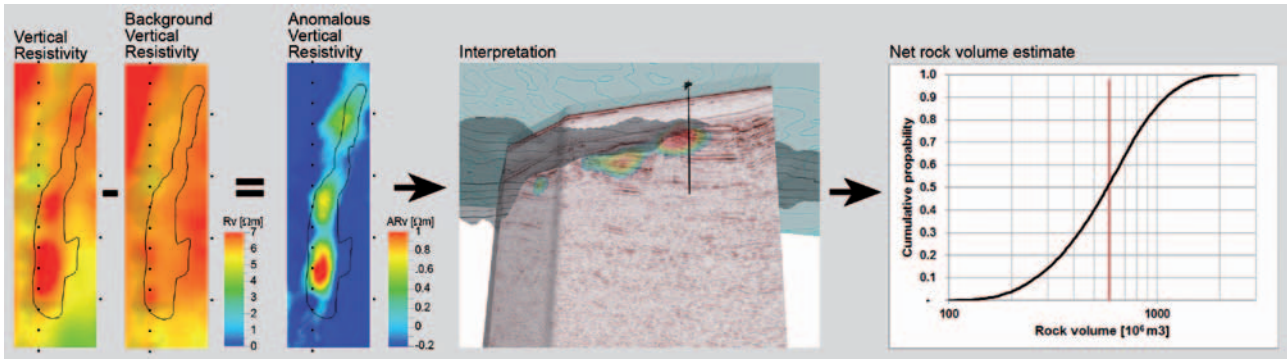 Vertical
Resistivity
Background
Vertical
Resistivity
Anomalous
Vertical
Resistivity
Interpretation
Net rock volume estimate
Rv [Ωm]
7
6
5
4
3
2
1
0
ARv [Ωm]
1
0.8
0.6
0.4
0.2
0
-0.2
Cumulative propability
1.0
0.9
0.8
0.7
0.6
0.5
0.4
0.3
0.2
0.1
-
100
1000
Rock volume [10⁶ m3]